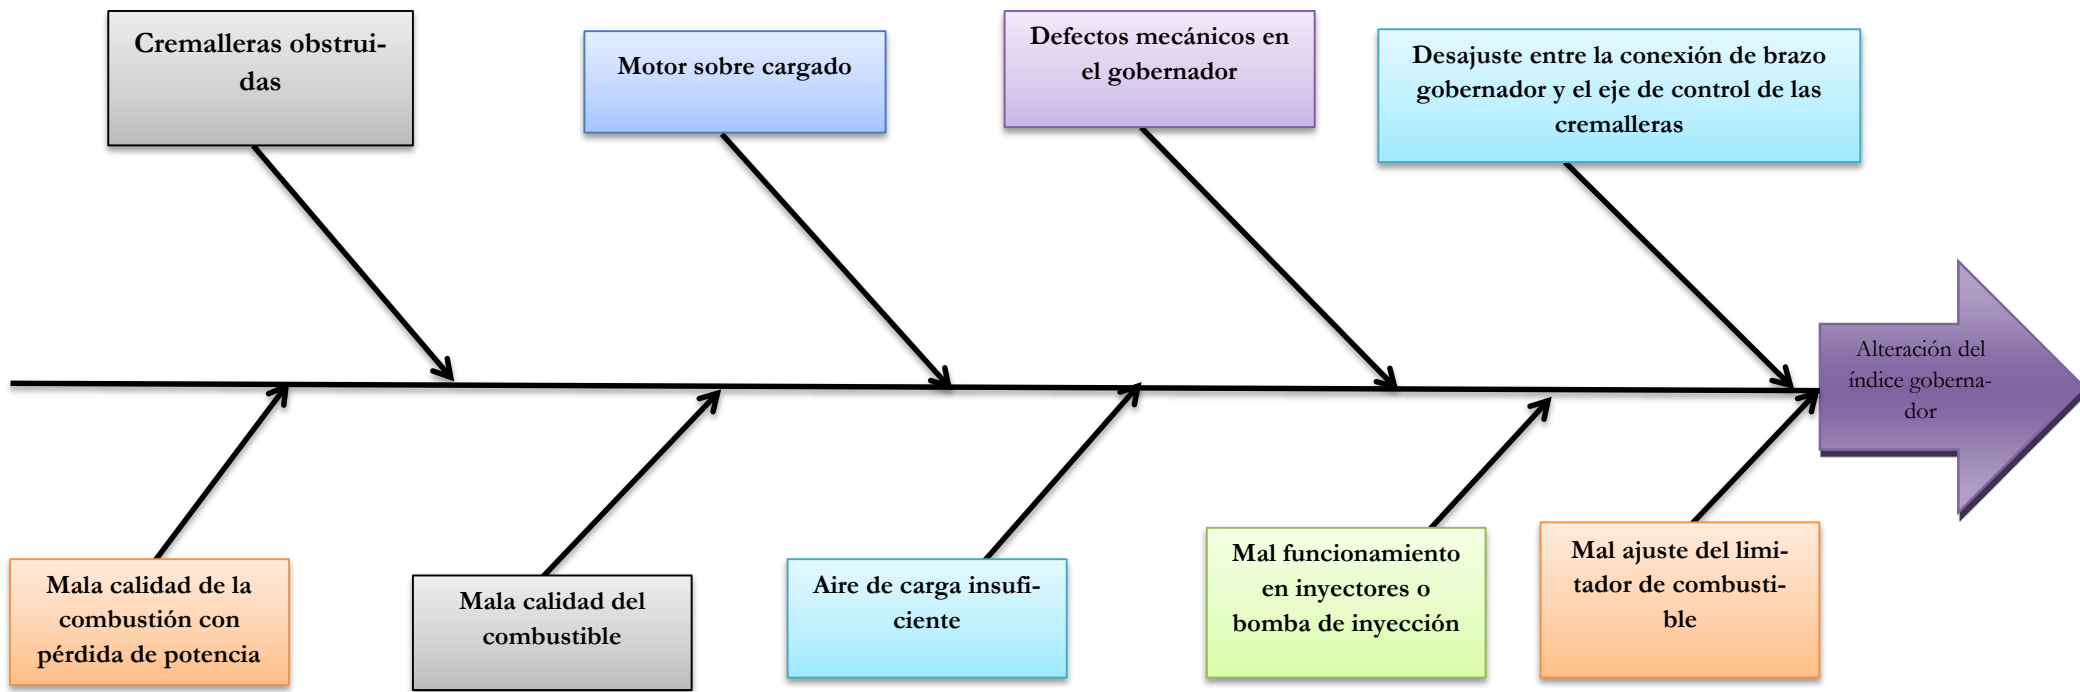 Cremalleras obstrui-
das
Motor sobre cargado
Defectos mecánicos en
el gobernador
Desajuste entre la conexión de brazo
gobernador y el eje de control de las
cremalleras
Alteración del
índice goberna-
dor
Mala calidad de la
combustión con
pérdida de potencia
Mala calidad del
combustible
Aire de carga insufi-
ciente
Mal funcionamiento
en inyectores o
bomba de inyección
Mal ajuste del limi-
tador de combusti-
ble